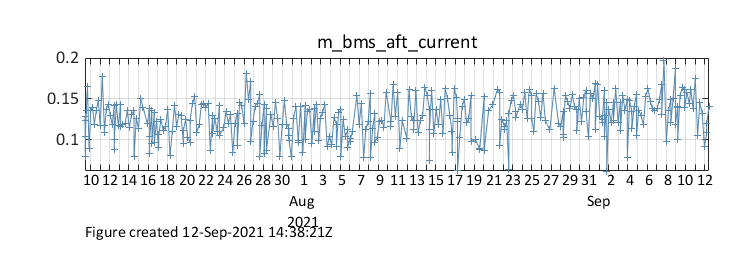 m_bms_aft_current
0.2
0.15
0.1
10 12 14 16 18 20 22 24 26 28 30 1 3 5 7 9 11 13 15 17 19 21 23 25 27 29 31 2 4 6 8 10 12
Aug Sep
2021
Figure created 12-Sep-2021 14:38:21Z